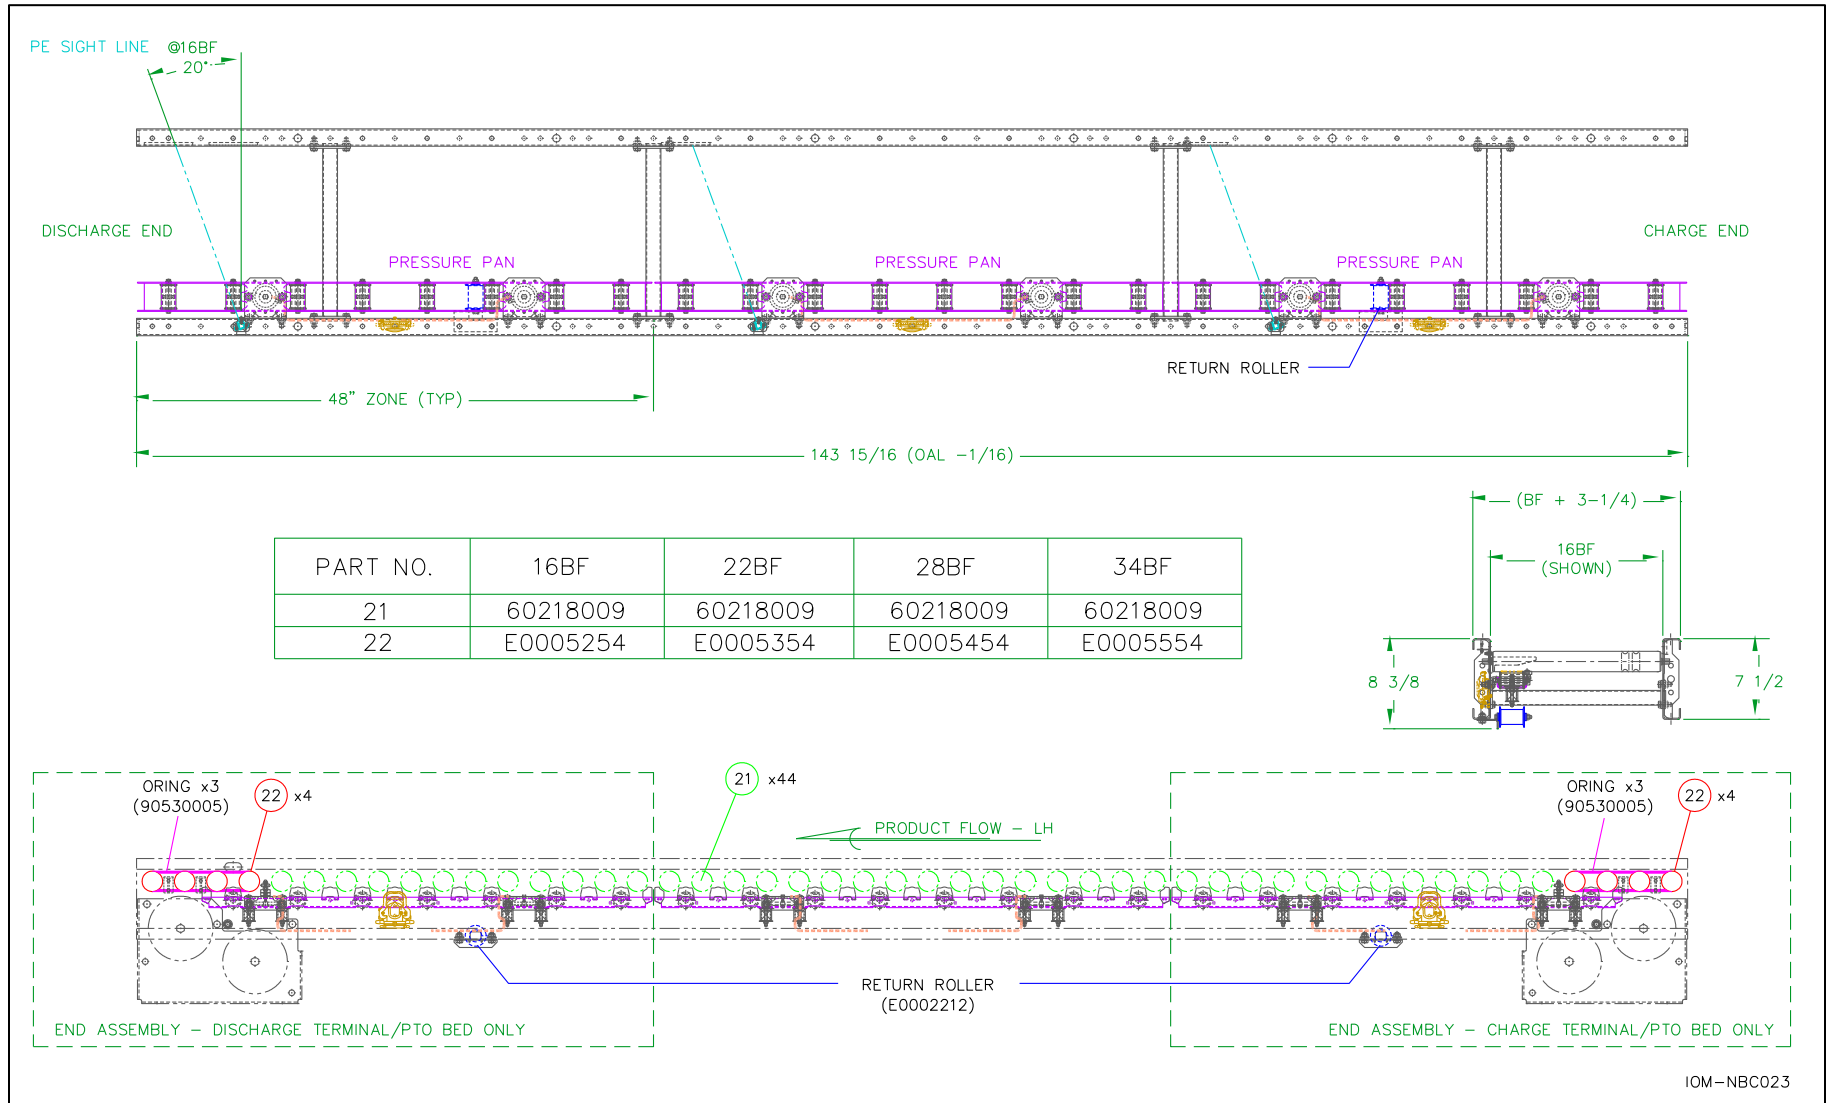 PE SIGHT LINE @16BF
20°
DISCHARGE END
CHARGE END
PRESSURE PAN
PRESSURE PAN
PRESSURE PAN
RETURN ROLLER
48" ZONE (TYP)
143 15/16 (OAL -1/16)
(BF + 3-1/4)
16BF
(SHOWN)
8 3/8
7 1/2
PART NO. 16BF 22BF 28BF 34BF
21 60218009 60218009 60218009 60218009
22 E0005254 E0005354 E0005454 E0005554
ORING x3
(90530005)
22 x4
21 x44
PRODUCT FLOW - LH
ORING x3
(90530005)
22 x4
RETURN ROLLER
(E0002212)
END ASSEMBLY - DISCHARGE TERMINAL/PTO BED ONLY
END ASSEMBLY - CHARGE TERMINAL/PTO BED ONLY
IOM-NBC023